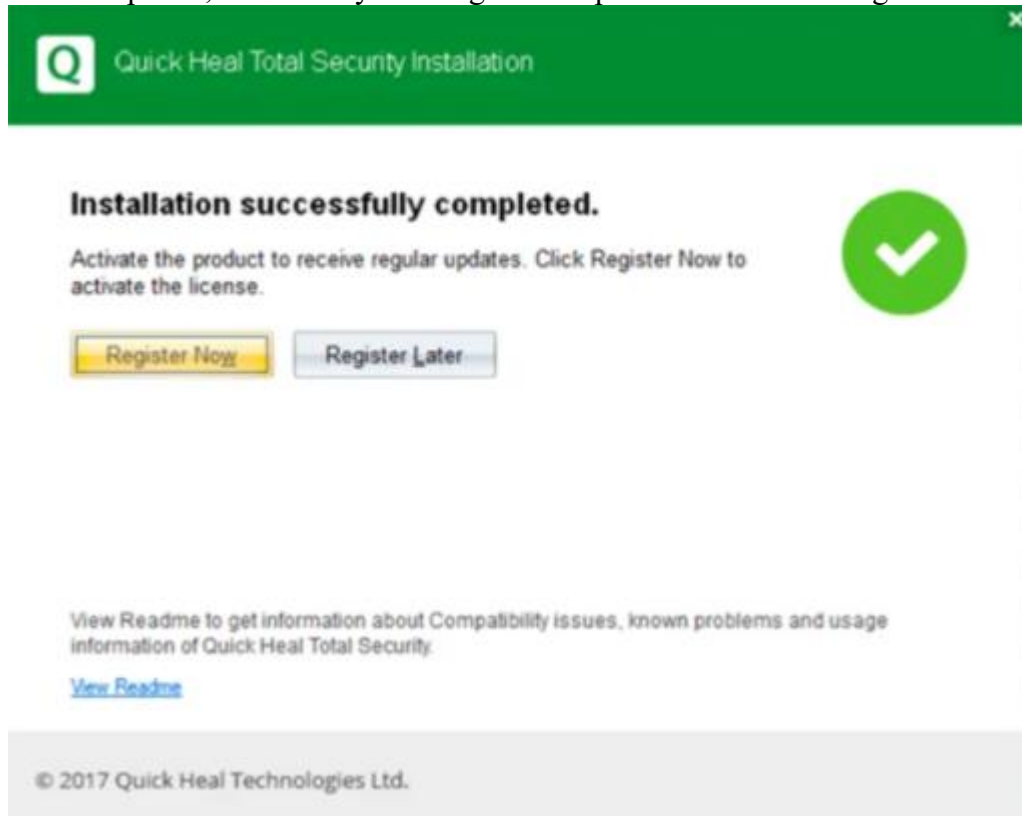 Quick Heal Total Security Installation
Installation successfully completed.
Activate the product to receive regular updates. Click Register Now to
activate the license.
Register Now
Register Later
View Readme to get information about Compatibility issues, known problems and usage
information of Quick Heal Total Security.
View Readme
© 2017 Quick Heal Technologies Ltd.